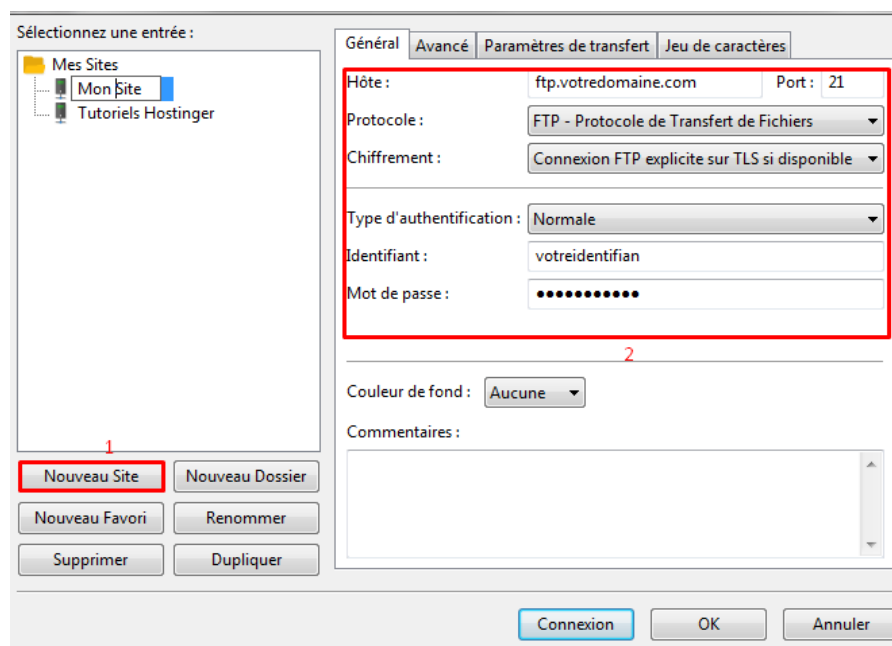 Sélectionnez une entrée :
Mes Sites
Mon Site
Tutoriels Hostinger
1
Nouveau Site
Nouveau Dossier
Nouveau Favori
Renommer
Supprimer
Dupliquer
Général
Avancé
Paramètres de transfert
Jeu de caractères
Hôte : ftp.votredomaine.com Port : 21
Protocole : FTP - Protocole de Transfert de Fichiers
Chiffrement : Connexion FTP explicite sur TLS si disponible
Type d'authentification : Normale
Identifiant : votreidentifian
Mot de passe : •••••••••••
2
Couleur de fond : Aucune
Commentaires :
Connexion
OK
Annuler